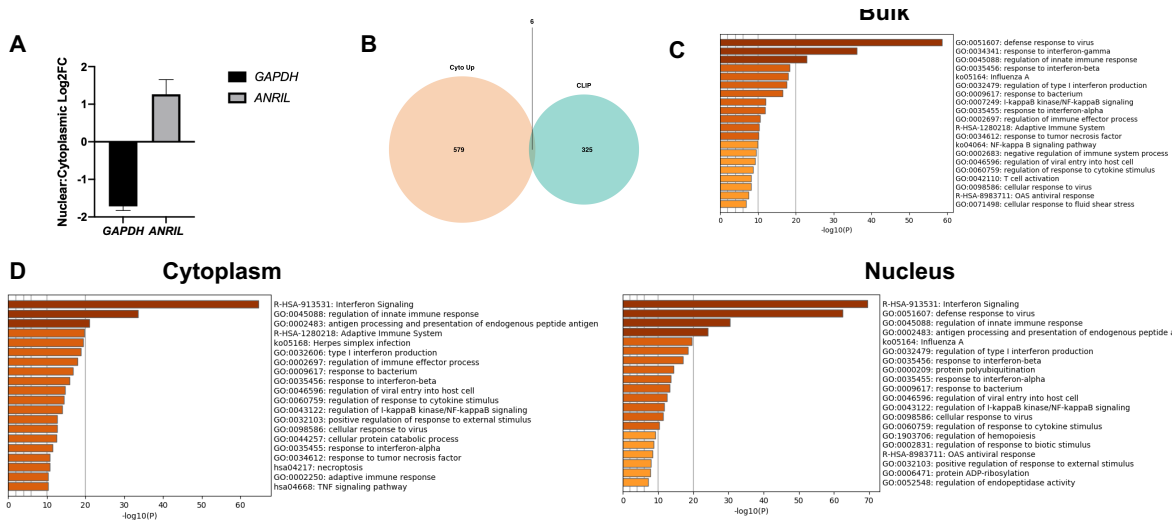 A
2
1
0
-1
-2
Nuclear:Cytoplasmic Log2FC
GAPDH ANRIL
GAPDH
ANRIL
B
6
Cyto Up
CLIP
579
325
Bulk
C
GO:0051607: defense response to virus
GO:0034341: response to interferon-gamma
GO:0045088: regulation of innate immune response
GO:0035456: response to interferon-beta
ko05164: Influenza A
GO:0032479: regulation of type I interferon production
GO:0009617: response to bacterium
GO:0007249: I-kappaB kinase/NF-kappaB signaling
GO:0035455: response to interferon-alpha
GO:0002697: regulation of immune effector process
R-HSA-1280218: Adaptive Immune System
GO:0034612: response to tumor necrosis factor
ko04064: NF-kappa B signaling pathway
GO:0002683: negative regulation of immune system process
GO:0046596: regulation of viral entry into host cell
GO:0060759: regulation of response to cytokine stimulus
GO:0042110: T cell activation
GO:0098586: cellular response to virus
R-HSA-8983711: OAS antiviral response
GO:0071498: cellular response to fluid shear stress
0 10 20 30 40 50 60
-log10(P)
D
Cytoplasm
R-HSA-913531: Interferon Signaling
GO:0045088: regulation of innate immune response
GO:0002483: antigen processing and presentation of endogenous peptide antigen
R-HSA-1280218: Adaptive Immune System
ko05168: Herpes simplex infection
GO:0032606: type I interferon production
GO:0002697: regulation of immune effector process
GO:0009617: response to bacterium
GO:0035456: response to interferon-beta
GO:0046596: regulation of viral entry into host cell
GO:0060759: regulation of response to cytokine stimulus
GO:0043122: regulation of I-kappaB kinase/NF-kappaB signaling
GO:0032103: positive regulation of response to external stimulus
GO:0098586: cellular response to virus
GO:0044257: cellular protein catabolic process
GO:0035455: response to interferon-alpha
GO:0034612: response to tumor necrosis factor
hsa04217: necroptosis
GO:0002250: adaptive immune response
hsa04668: TNF signaling pathway
0 10 20 30 40 50 60
-log10(P)
Nucleus
R-HSA-913531: Interferon Signaling
GO:0051607: defense response to virus
GO:0045088: regulation of innate immune response
GO:0002483: antigen processing and presentation of endogenous peptide
ko05164: Influenza A
GO:0032479: regulation of type I interferon production
GO:0035456: response to interferon-beta
GO:0000209: protein polyubiquitination
GO:0035455: response to interferon-alpha
GO:0009617: response to bacterium
GO:0046596: regulation of viral entry into host cell
GO:0043122: regulation of I-kappaB kinase/NF-kappaB signaling
GO:0098586: cellular response to virus
GO:0060759: regulation of response to cytokine stimulus
GO:1903706: regulation of hemopoiesis
GO:0002831: regulation of response to biotic stimulus
R-HSA-8983711: OAS antiviral response
GO:0032103: positive regulation of response to external stimulus
GO:0006471: protein ADP-ribosylation
GO:0052548: regulation of endopeptidase activity
0 10 20 30 40 50 60 70
-log10(P)